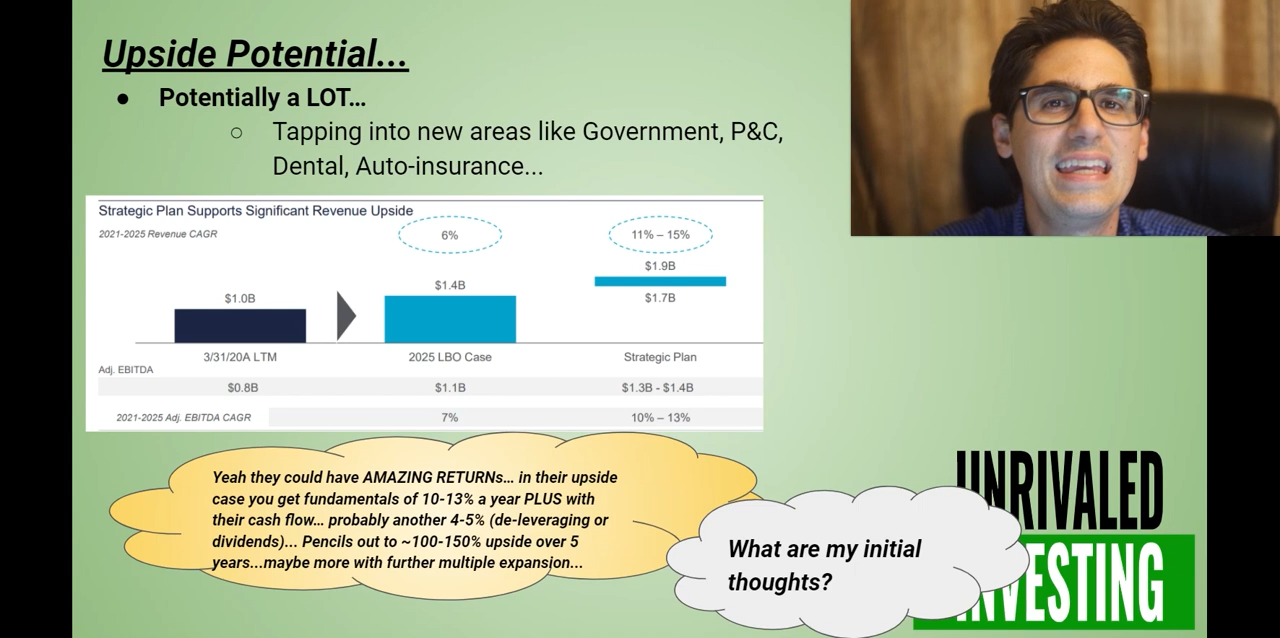 Upside Potential...
● Potentially a LOT...
○ Tapping into new areas like Government, P&C,
Dental, Auto-insurance...
Strategic Plan Supports Significant Revenue Upside
2021-2025 Revenue CAGR
6%
11% – 15%
$1.0B
$1.4B
$1.9B
$1.7B
3/31/20A LTM
2025 LBO Case
Strategic Plan
Adj. EBITDA
$0.8B
$1.1B
$1.3B - $1.4B
2021-2025 Adj. EBITDA CAGR
7%
10% – 13%
Yeah they could have AMAZING RETURNs... in their upside
case you get fundamentals of 10-13% a year PLUS with
their cash flow... probably another 4-5% (de-leveraging or
dividends)... Pencils out to ~100-150% upside over 5
years...maybe more with further multiple expansion...
What are my initial
thoughts?
UNRIVALED
INVESTING